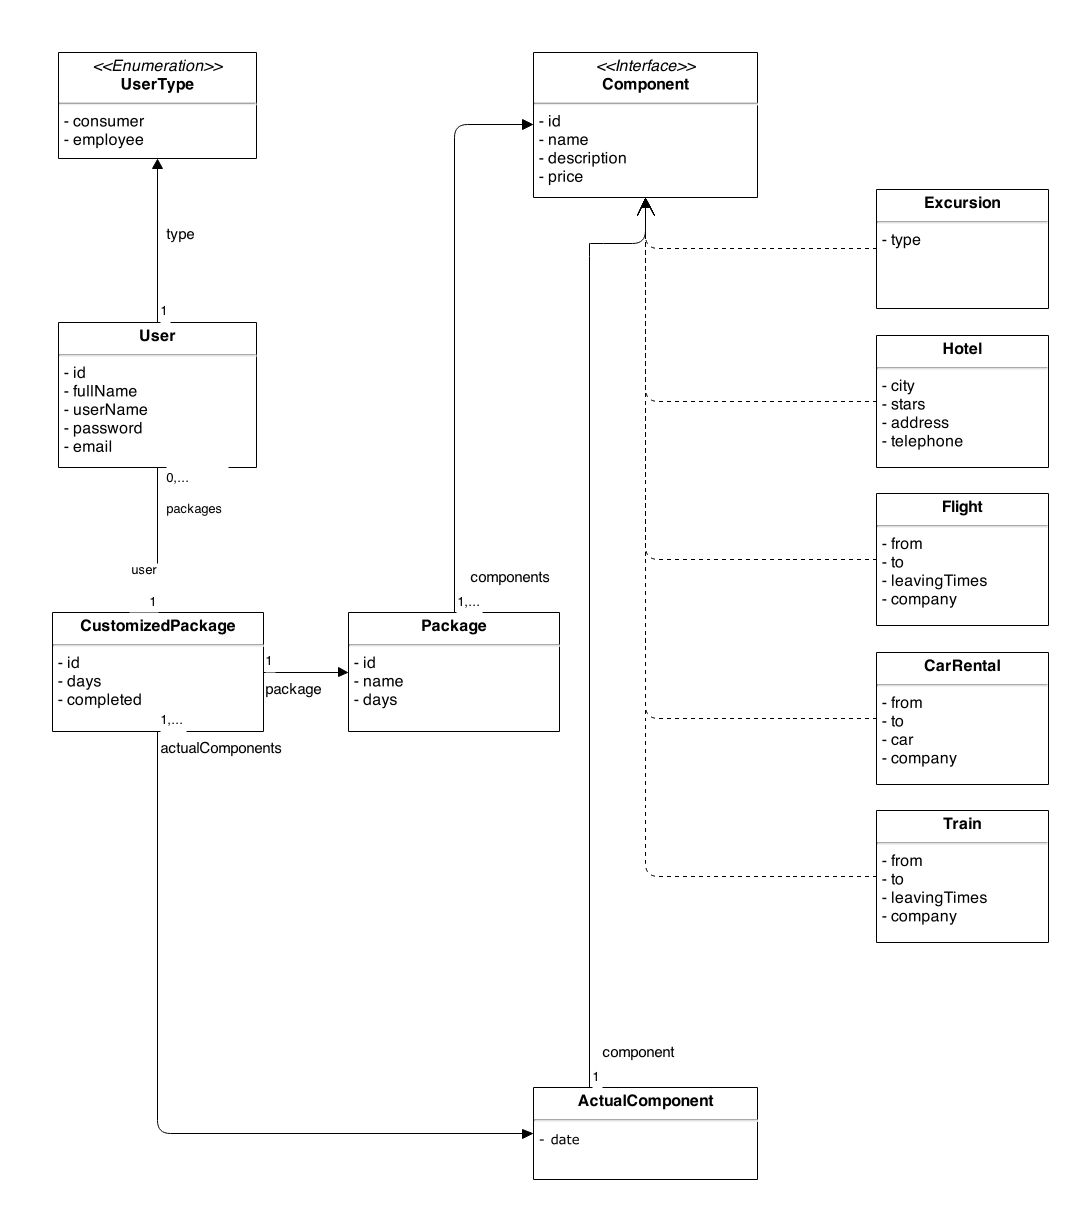 <<Enumeration>>
UserType
- consumer
- employee
type
1
User
- id
- fullName
- userName
- password
- email
0,...
packages
user
1
CustomizedPackage
- id
- days
- completed
1,...
actualComponents
1
package
Package
- id
- name
- days
components
1,...
<<Interface>>
Component
- id
- name
- description
- price
Excursion
- type
Hotel
- city
- stars
- address
- telephone
Flight
- from
- to
- leavingTimes
- company
CarRental
- from
- to
- car
- company
Train
- from
- to
- leavingTimes
- company
component
1
ActualComponent
- date